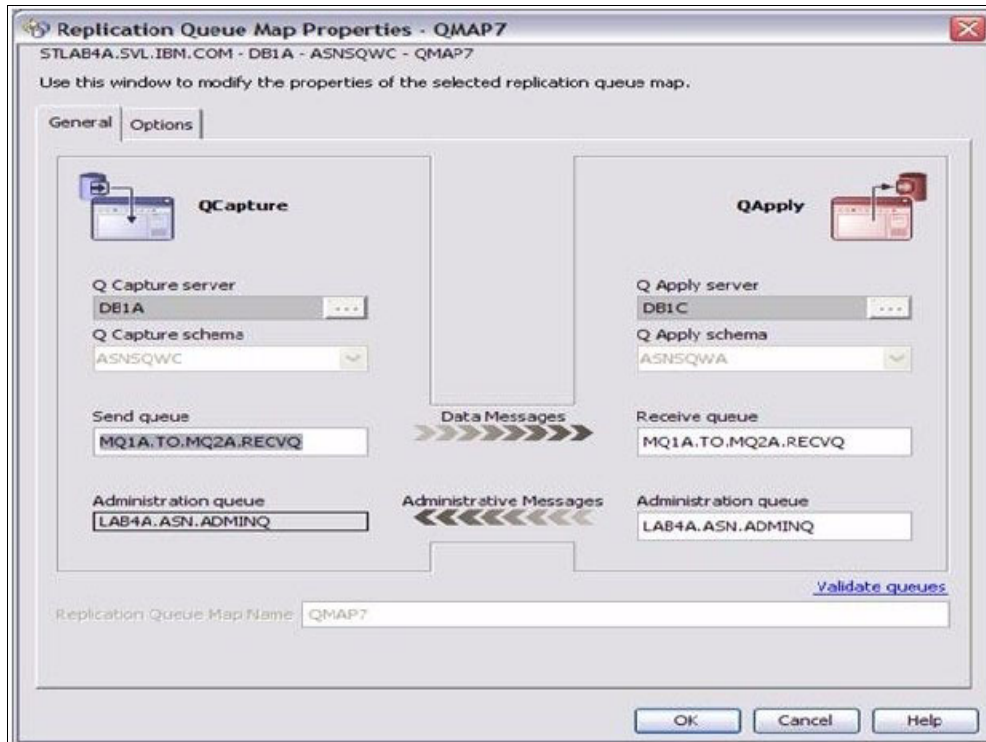 Replication Queue Map Properties - QMAP7
STLAB4A.SVL.IBM.COM - DB1A - ASNSQWC - QMAP7
Use this window to modify the properties of the selected replication queue map.
General Options
QCapture
QApply
Q Capture server
DB1A ...
Q Capture schema
ASNSQWC
Q Apply server
DB1C ...
Q Apply schema
ASNSQWA
Send queue
MQ1A.TO.MQ2A.RECVQ
Data Messages
Receive queue
MQ1A.TO.MQ2A.RECVQ
Administration queue
LAB4A.ASN.ADMINQ
Administrative Messages
Administration queue
LAB4A.ASN.ADMINQ
Validate queues
Replication Queue Map Name QMAP7
OK Cancel Help